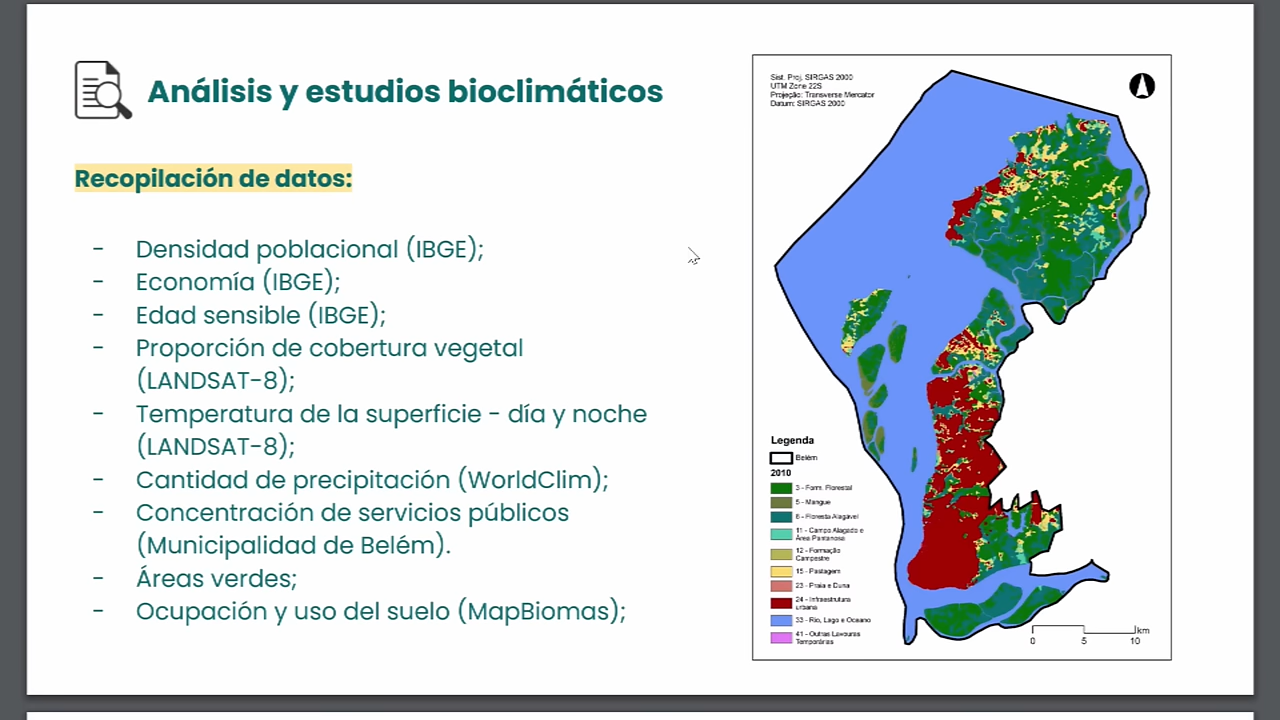 Análisis y estudios bioclimáticos
Recopilación de datos:
- Densidad poblacional (IBGE);
- Economía (IBGE);
- Edad sensible (IBGE);
- Proporción de cobertura vegetal
(LANDSAT-8);
- Temperatura de la superficie - día y noche
(LANDSAT-8);
- Cantidad de precipitación (WorldClim);
- Concentración de servicios públicos
(Municipalidad de Belém).
- Áreas verdes;
- Ocupación y uso del suelo (MapBiomas);
Sist. Proj. SIRGAS 2000
UTM Zone 22S
Projeção: Transverse Mercator
Datum: SIRGAS 2000
Legenda
Belém
2010
3 - Form. Florestal
5 - Mangue
6 - Floresta Alagável
11 - Campo Alagado e
Área Pantanosa
12 - Formação
Campestre
15 - Pastagem
23 - Praia e Duna
24 - Infraestrutura
Urbana
33 - Rio, Lago e Oceano
41 - Outras Lavouras
Temporárias
km
0 5 10